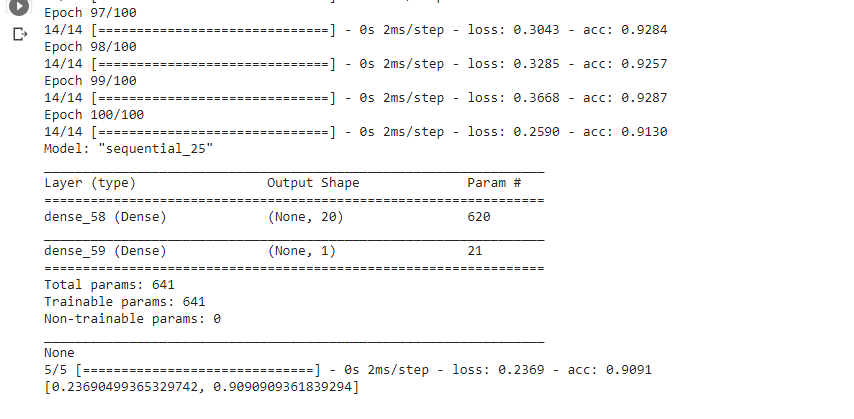 Epoch 97/100
14/14 [==============================] - 0s 2ms/step - loss: 0.3043 - acc: 0.9284
Epoch 98/100
14/14 [==============================] - 0s 2ms/step - loss: 0.3285 - acc: 0.9257
Epoch 99/100
14/14 [==============================] - 0s 2ms/step - loss: 0.3668 - acc: 0.9287
Epoch 100/100
14/14 [==============================] - 0s 2ms/step - loss: 0.2590 - acc: 0.9130
Model: "sequential_25"
_________________________________________________________________
Layer (type)                 Output Shape              Param #
=================================================================
dense_58 (Dense)             (None, 20)                620
_________________________________________________________________
dense_59 (Dense)             (None, 1)                 21
=================================================================
Total params: 641
Trainable params: 641
Non-trainable params: 0
_________________________________________________________________
None
5/5 [==============================] - 0s 2ms/step - loss: 0.2369 - acc: 0.9091
[0.23690499365329742, 0.9090909361839294]